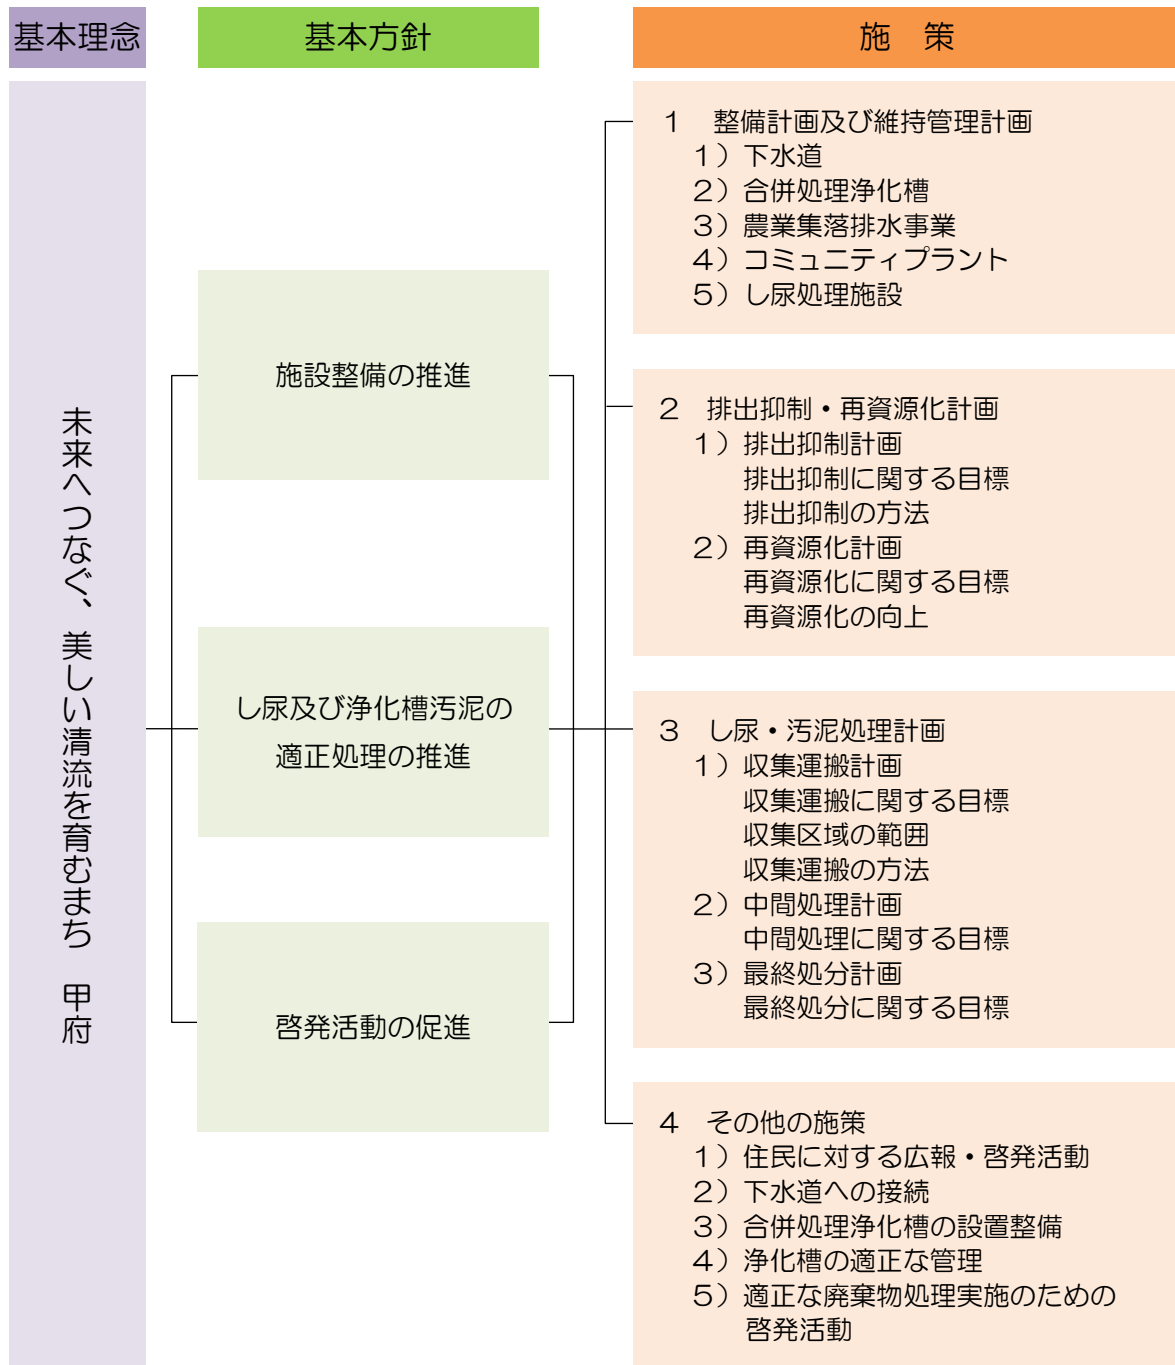 基本理念
基本方針
施　策
未来へつなぐ、美しい清流を育むまち　甲府
施設整備の推進
し尿及び浄化槽汚泥の
適正処理の推進
啓発活動の促進
１　整備計画及び維持管理計画
１）下水道
２）合併処理浄化槽
３）農業集落排水事業
４）コミュニティプラント
５）し尿処理施設
２　排出抑制・再資源化計画
１）排出抑制計画
排出抑制に関する目標
排出抑制の方法
２）再資源化計画
再資源化に関する目標
再資源化の向上
３　し尿・汚泥処理計画
１）収集運搬計画
収集運搬に関する目標
収集区域の範囲
収集運搬の方法
２）中間処理計画
中間処理に関する目標
３）最終処分計画
最終処分に関する目標
４　その他の施策
１）住民に対する広報・啓発活動
２）下水道への接続
３）合併処理浄化槽の設置整備
４）浄化槽の適正な管理
５）適正な廃棄物処理実施のための
啓発活動